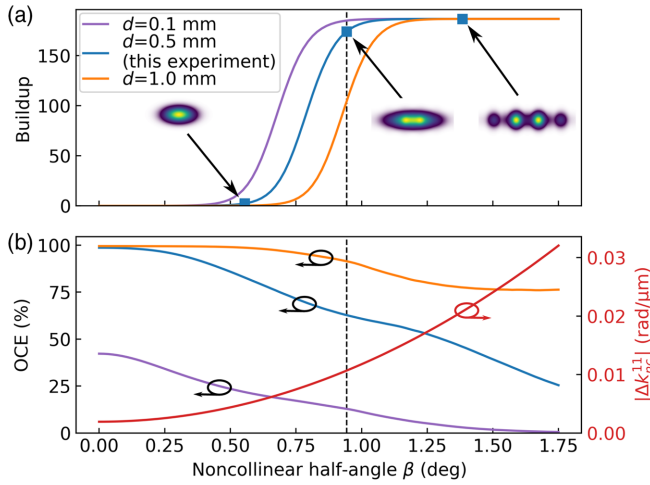 (a)
d=0.1 mm
d=0.5 mm
(this experiment)
d=1.0 mm
Buildup
150
100
50
0
(b)
100
75
50
25
0
OCE (%)
0.03
0.02
0.01
0.00
|Δk¹¹| (rad/μm)
0.00 0.25 0.50 0.75 1.00 1.25 1.50 1.75
Noncollinear half-angle β (deg)